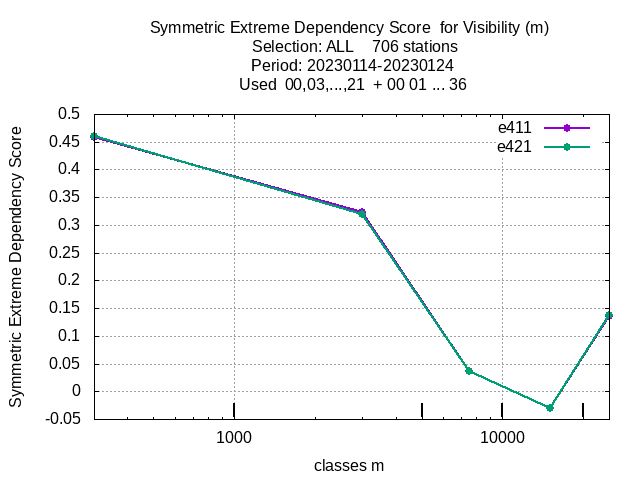 Symmetric Extreme Dependency Score  for Visibility (m)
Selection: ALL    706 stations
Period: 20230114-20230124
Used  00,03,...,21  + 00 01 ... 36
e411
e421
Symmetric Extreme Dependency Score
0.5
0.45
0.4
0.35
0.3
0.25
0.2
0.15
0.1
0.05
0
-0.05
1000
10000
classes m